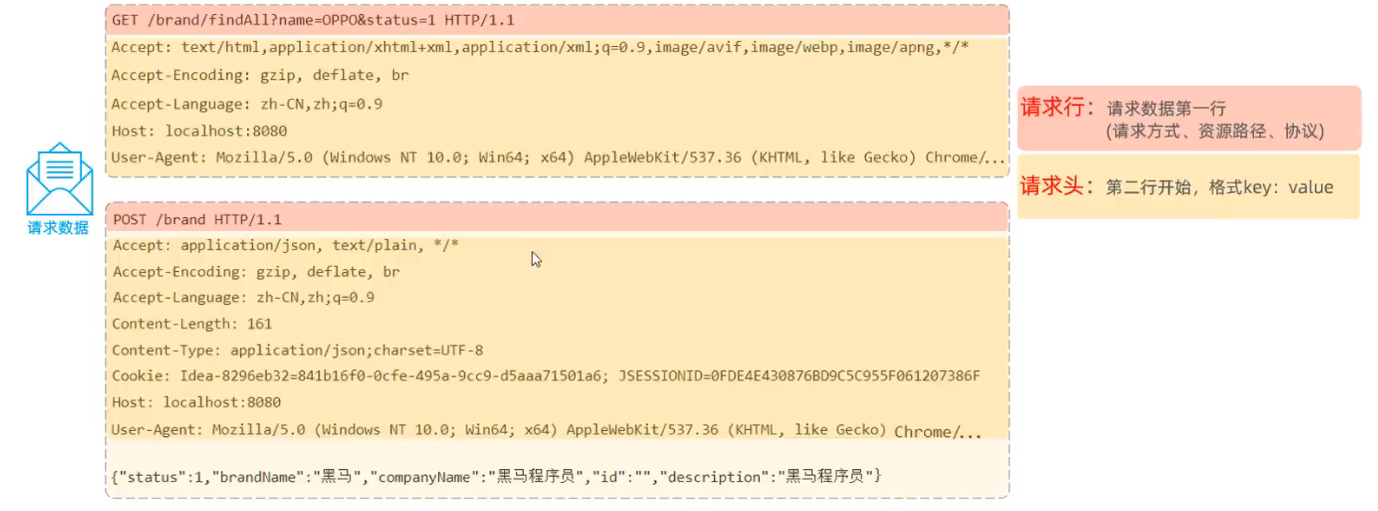 GET /brand/findAll?name=OPPO&status=1 HTTP/1.1
Accept: text/html,application/xhtml+xml,application/xml;q=0.9,image/avif,image/webp,image/apng,*/*
Accept-Encoding: gzip, deflate, br
Accept-Language: zh-CN,zh;q=0.9
Host: localhost:8080
User-Agent: Mozilla/5.0 (Windows NT 10.0; Win64; x64) AppleWebKit/537.36 (KHTML, like Gecko) Chrome/...
请求行：请求数据第一行
(请求方式、资源路径、协议)
请求头：第二行开始，格式key：value
请求数据
POST /brand HTTP/1.1
Accept: application/json, text/plain, */*
Accept-Encoding: gzip, deflate, br
Accept-Language: zh-CN,zh;q=0.9
Content-Length: 161
Content-Type: application/json;charset=UTF-8
Cookie: Idea-8296eb32=841b16f0-0cfe-495a-9cc9-d5aaa71501a6; JSESSIONID=0FDE4E430876BD9C5C955F061207386F
Host: localhost:8080
User-Agent: Mozilla/5.0 (Windows NT 10.0; Win64; x64) AppleWebKit/537.36 (KHTML, like Gecko) Chrome/...
{"status":1,"brandName":"黑马","companyName":"黑马程序员","id":"","description":"黑马程序员"}